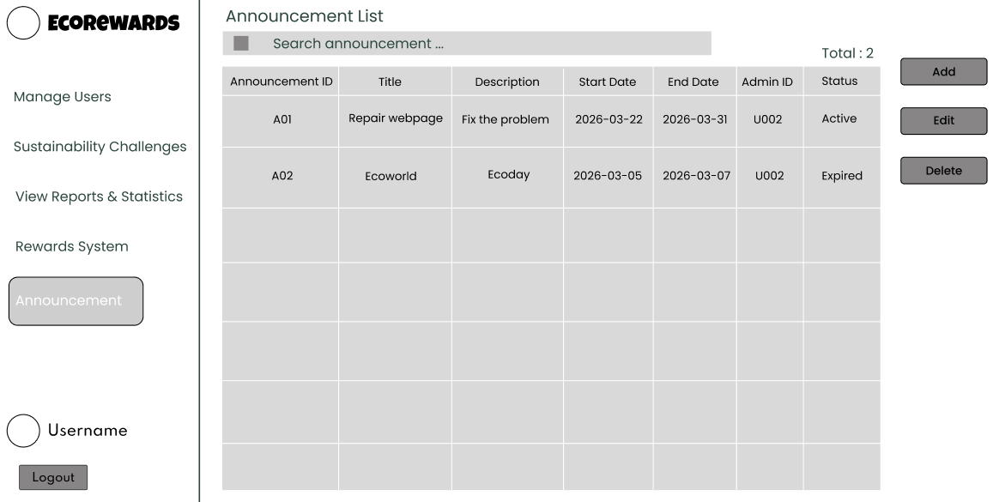 ECOREWARDS
Manage Users
Sustainability Challenges
View Reports & Statistics
Rewards System
Announcement
Username
Logout
Announcement List
Search announcement ...
Total : 2
Announcement ID Title Description Start Date End Date Admin ID Status
A01 Repair webpage Fix the problem 2026-03-22 2026-03-31 U002 Active
A02 Ecoworld Ecoday 2026-03-05 2026-03-07 U002 Expired
Add
Edit
Delete